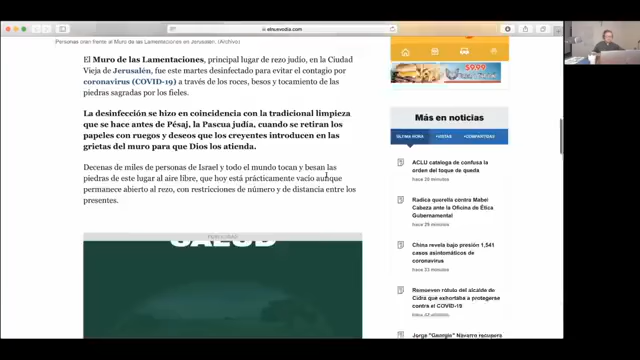 elnuevodia.com
Personas oran frente al Muro de las Lamentaciones en Jerusalén. (Archivo)
El Muro de las Lamentaciones, principal lugar de rezo judío, en la Ciudad
Vieja de Jerusalén, fue este martes desinfectado para evitar el contagio por
coronavirus (COVID-19) a través de los roces, besos y tocamiento de las
piedras sagradas por los fieles.
La desinfección se hizo en coincidencia con la tradicional limpieza
que se hace antes de Pésaj, la Pascua judía, cuando se retiran los
papeles con ruegos y deseos que los creyentes introducen en las
grietas del muro para que Dios los atienda.
Decenas de miles de personas de Israel y todo el mundo tocan y besan las
piedras de este lugar al aire libre, que hoy está prácticamente vacío aunque
permanece abierto al rezo, con restricciones de número y de distancia entre los
presentes.
SALUD
$9.99
Más en noticias
ÚLTIMA HORA
+VISTAS
+COMPARTIDAS
ACLU cataloga de confusa la
orden del toque de queda
hace 28 minutos
Radica querella contra Mabel
Cabeza ante la Oficina de Ética
Gubernamental
hace 29 minutos
China revela bajo presión 1,541
casos asintomáticos de
coronavirus
hace 33 minutos
Remueven rótulo del alcalde de
Cidra que exhortaba a protegerse
contra el COVID-19
Jorge "Georgie" Navarro recupera